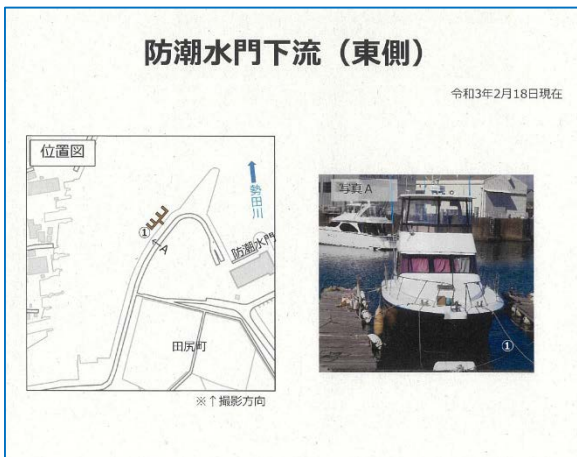 防潮水門下流（東側）
令和3年2月18日現在
位置図
勢田川
①
A
防潮水門
田尻町
※↑撮影方向
写真A
①